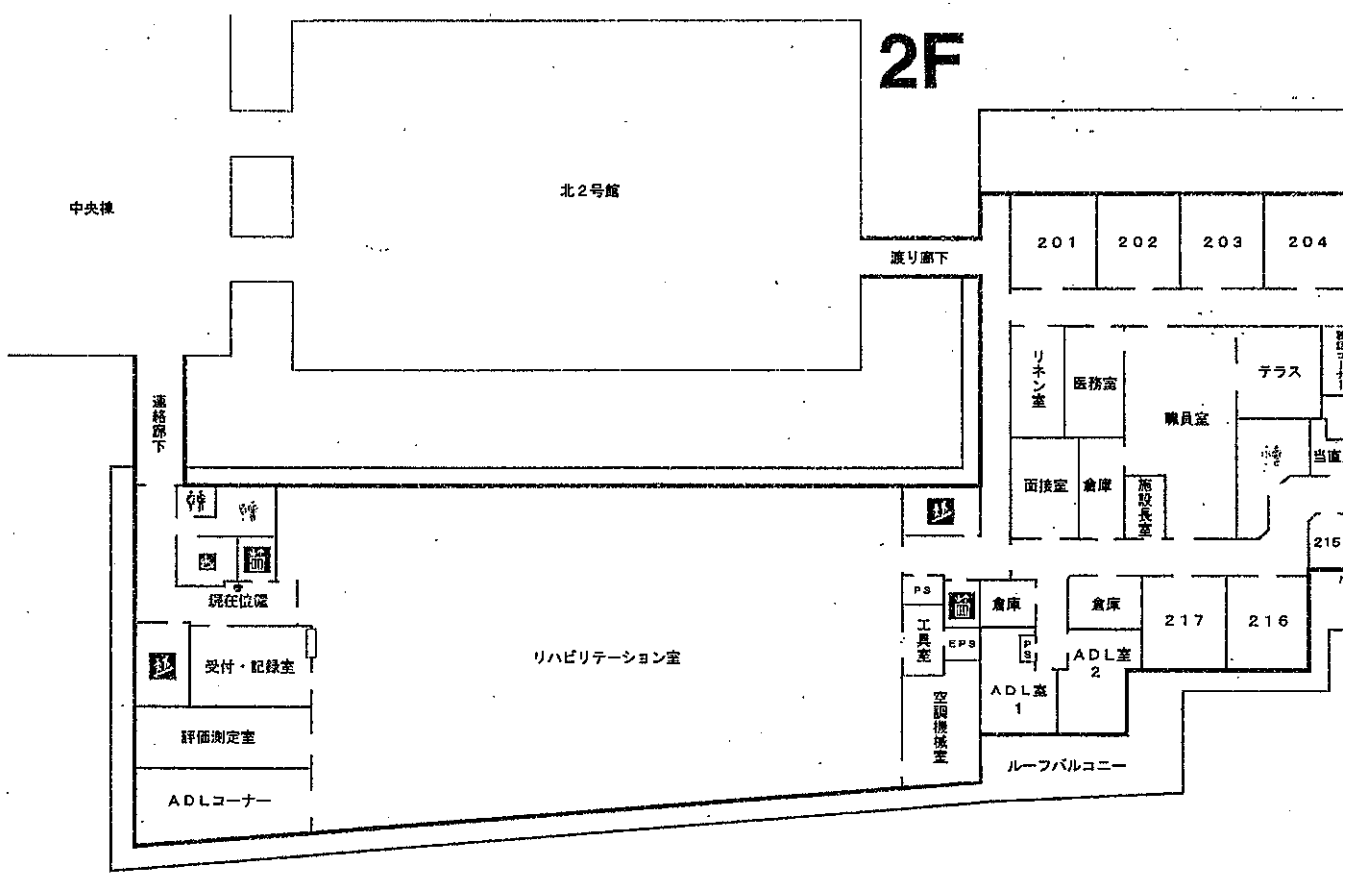 2F
中央棟
北2号館
渡り廊下
201
202
203
204
連絡廊下
リネン室
医務室
職員室
テラス
面接室
倉庫
施設長室
当直
215
現在位置
PS
倉庫
倉庫
217
216
工具室
EPS
PS
受付・記録室
リハビリテーション室
ADL室
1
ADL室
2
評価測定室
空調機械室
ルーフバルコニー
ADLコーナー